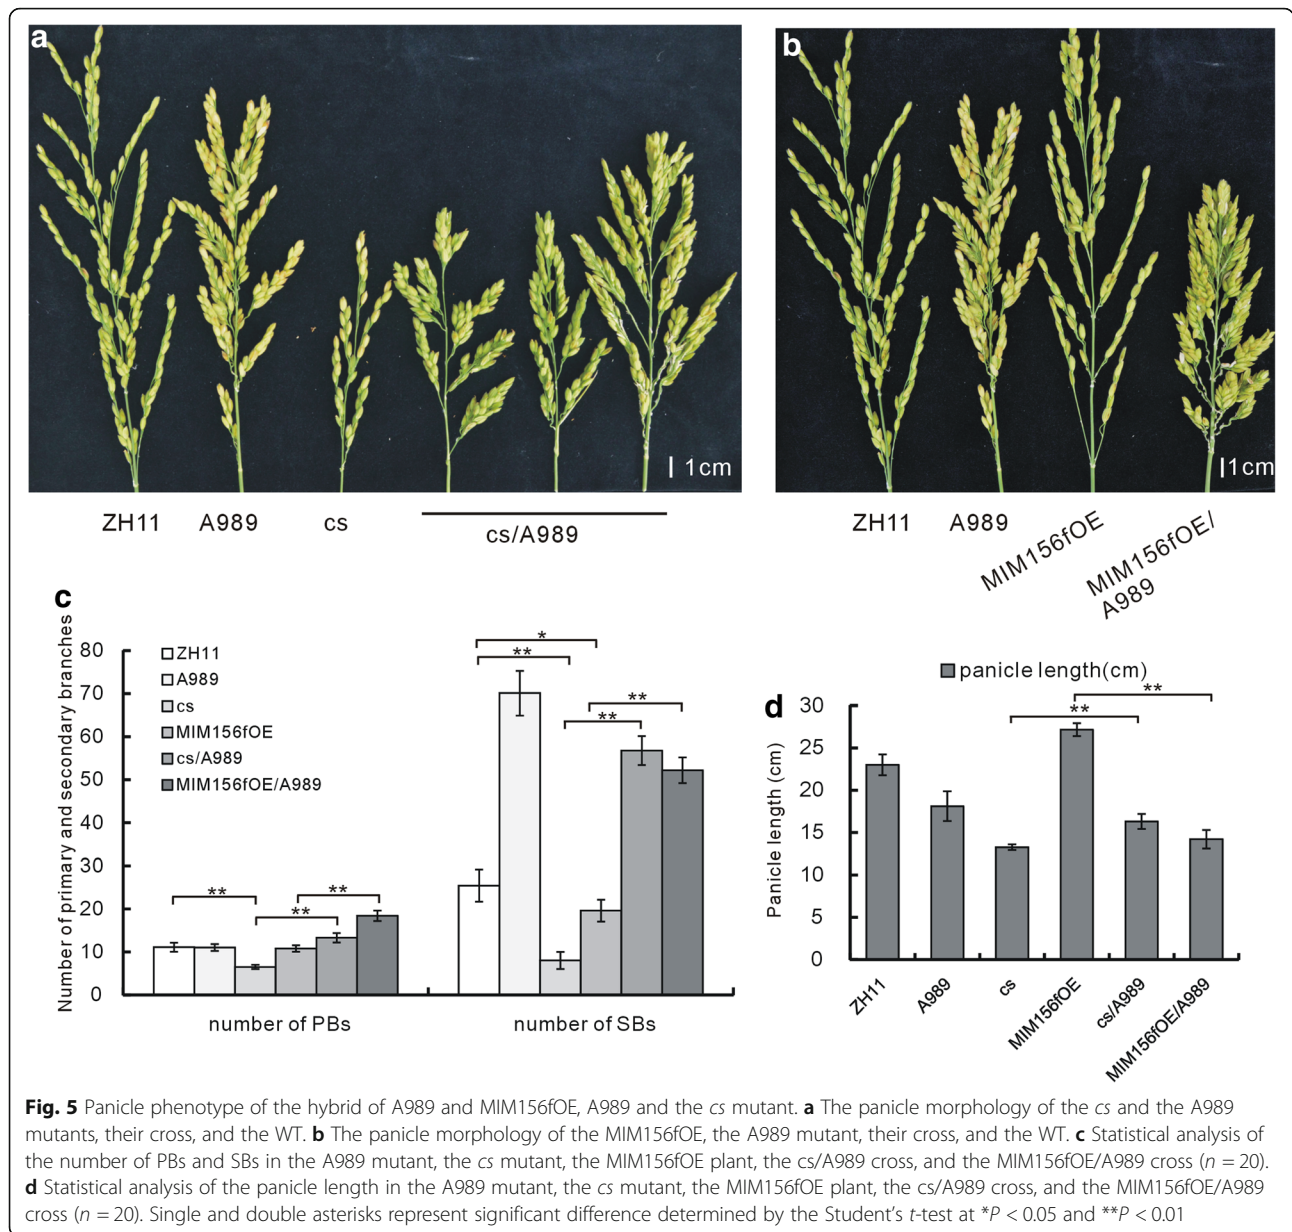 a
1cm
ZH11 A989 cs cs/A989
b
1cm
ZH11 A989 MIM156fOE MIM156fOE/
A989
c
Number of primary and secondary branches
80
70
60
50
40
30
20
10
0
ZH11
A989
cs
MIM156fOE
cs/A989
MIM156fOE/A989
**
**
**
*
**
**
**
number of PBs number of SBs
d
panicle length(cm)
Panicle length (cm)
30
25
20
15
10
5
0
**
**
ZH11 A989 cs MIM156fOE cs/A989 MIM156fOE/A989
Fig. 5 Panicle phenotype of the hybrid of A989 and MIM156fOE, A989 and the cs mutant. a The panicle morphology of the cs and the A989
mutants, their cross, and the WT. b The panicle morphology of the MIM156fOE, the A989 mutant, their cross, and the WT. c Statistical analysis of
the number of PBs and SBs in the A989 mutant, the cs mutant, the MIM156fOE plant, the cs/A989 cross, and the MIM156fOE/A989 cross (n = 20).
d Statistical analysis of the panicle length in the A989 mutant, the cs mutant, the MIM156fOE plant, the cs/A989 cross, and the MIM156fOE/A989
cross (n = 20). Single and double asterisks represent significant difference determined by the Student's t-test at *P < 0.05 and **P < 0.01